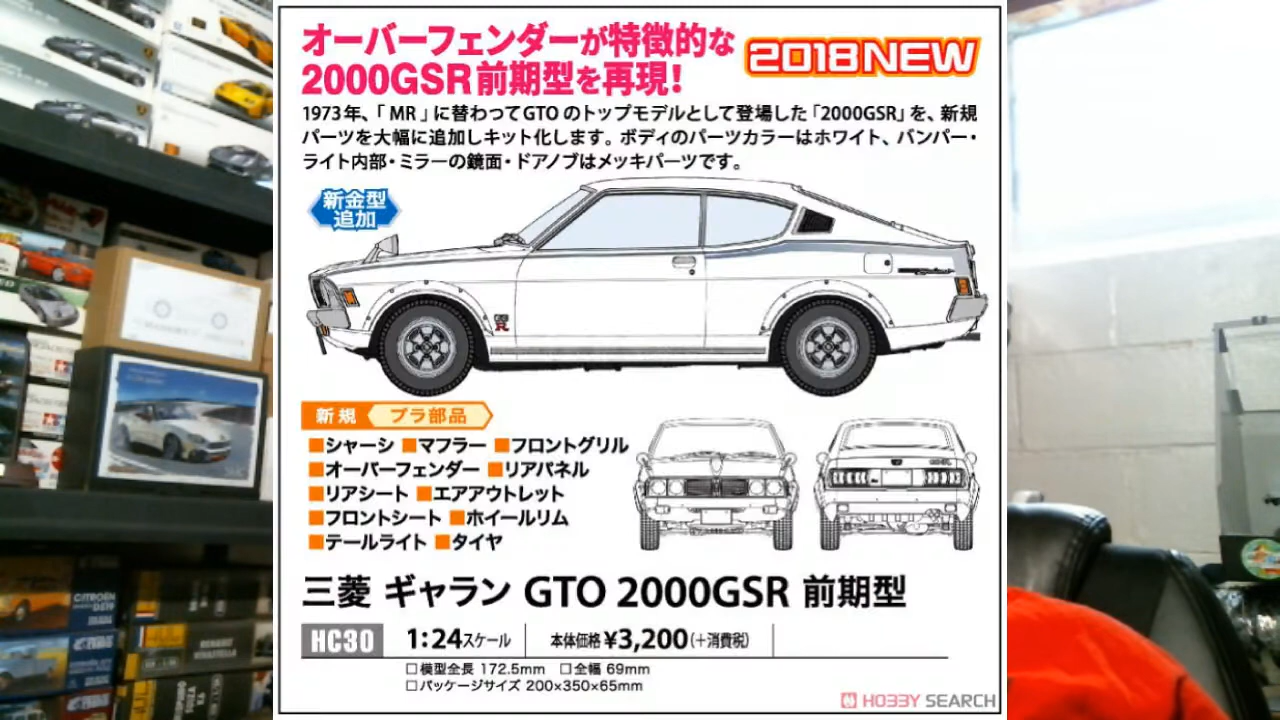 オーバーフェンダーが特徴的な
2000GSR前期型を再現!
2018NEW
1973年、「MR」に替わってGTOのトップモデルとして登場した「2000GSR」を、新規
パーツを大幅に追加しキット化します。ボディのパーツカラーはホワイト、バンパー・
ライト内部・ミラーの鏡面・ドアノブはメッキパーツです。
新金型
追加
新規 プラ部品
■シャーシ ■マフラー ■フロントグリル
■オーバーフェンダー ■リアパネル
■リアシート ■エアアウトレット
■フロントシート ■ホイールリム
■テールライト ■タイヤ
三菱 ギャラン GTO 2000GSR 前期型
HC30 1:24スケール 本体価格¥3,200(+消費税)
□模型全長 172.5mm □全幅 69mm
□パッケージサイズ 200×350×65mm
HOBBY SEARCH
CITROËN
DS19